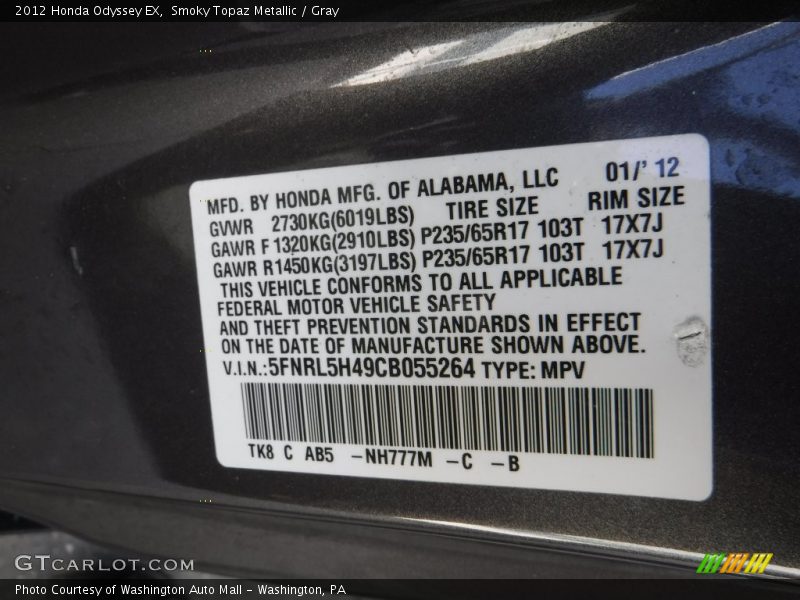 2012 Honda Odyssey EX, Smoky Topaz Metallic / Gray
MFD. BY HONDA MFG. OF ALABAMA, LLC 01/' 12
GVWR 2730KG(6019LBS) TIRE SIZE RIM SIZE
GAWR F 1320KG(2910LBS) P235/65R17 103T 17X7J
GAWR R1450KG(3197LBS) P235/65R17 103T 17X7J
THIS VEHICLE CONFORMS TO ALL APPLICABLE
FEDERAL MOTOR VEHICLE SAFETY
AND THEFT PREVENTION STANDARDS IN EFFECT
ON THE DATE OF MANUFACTURE SHOWN ABOVE.
V.I.N.:5FNRL5H49CB055264 TYPE: MPV
TK8 C AB5 -NH777M -C -B
GTCARLOT.COM
Photo Courtesy of Washington Auto Mall - Washington, PA